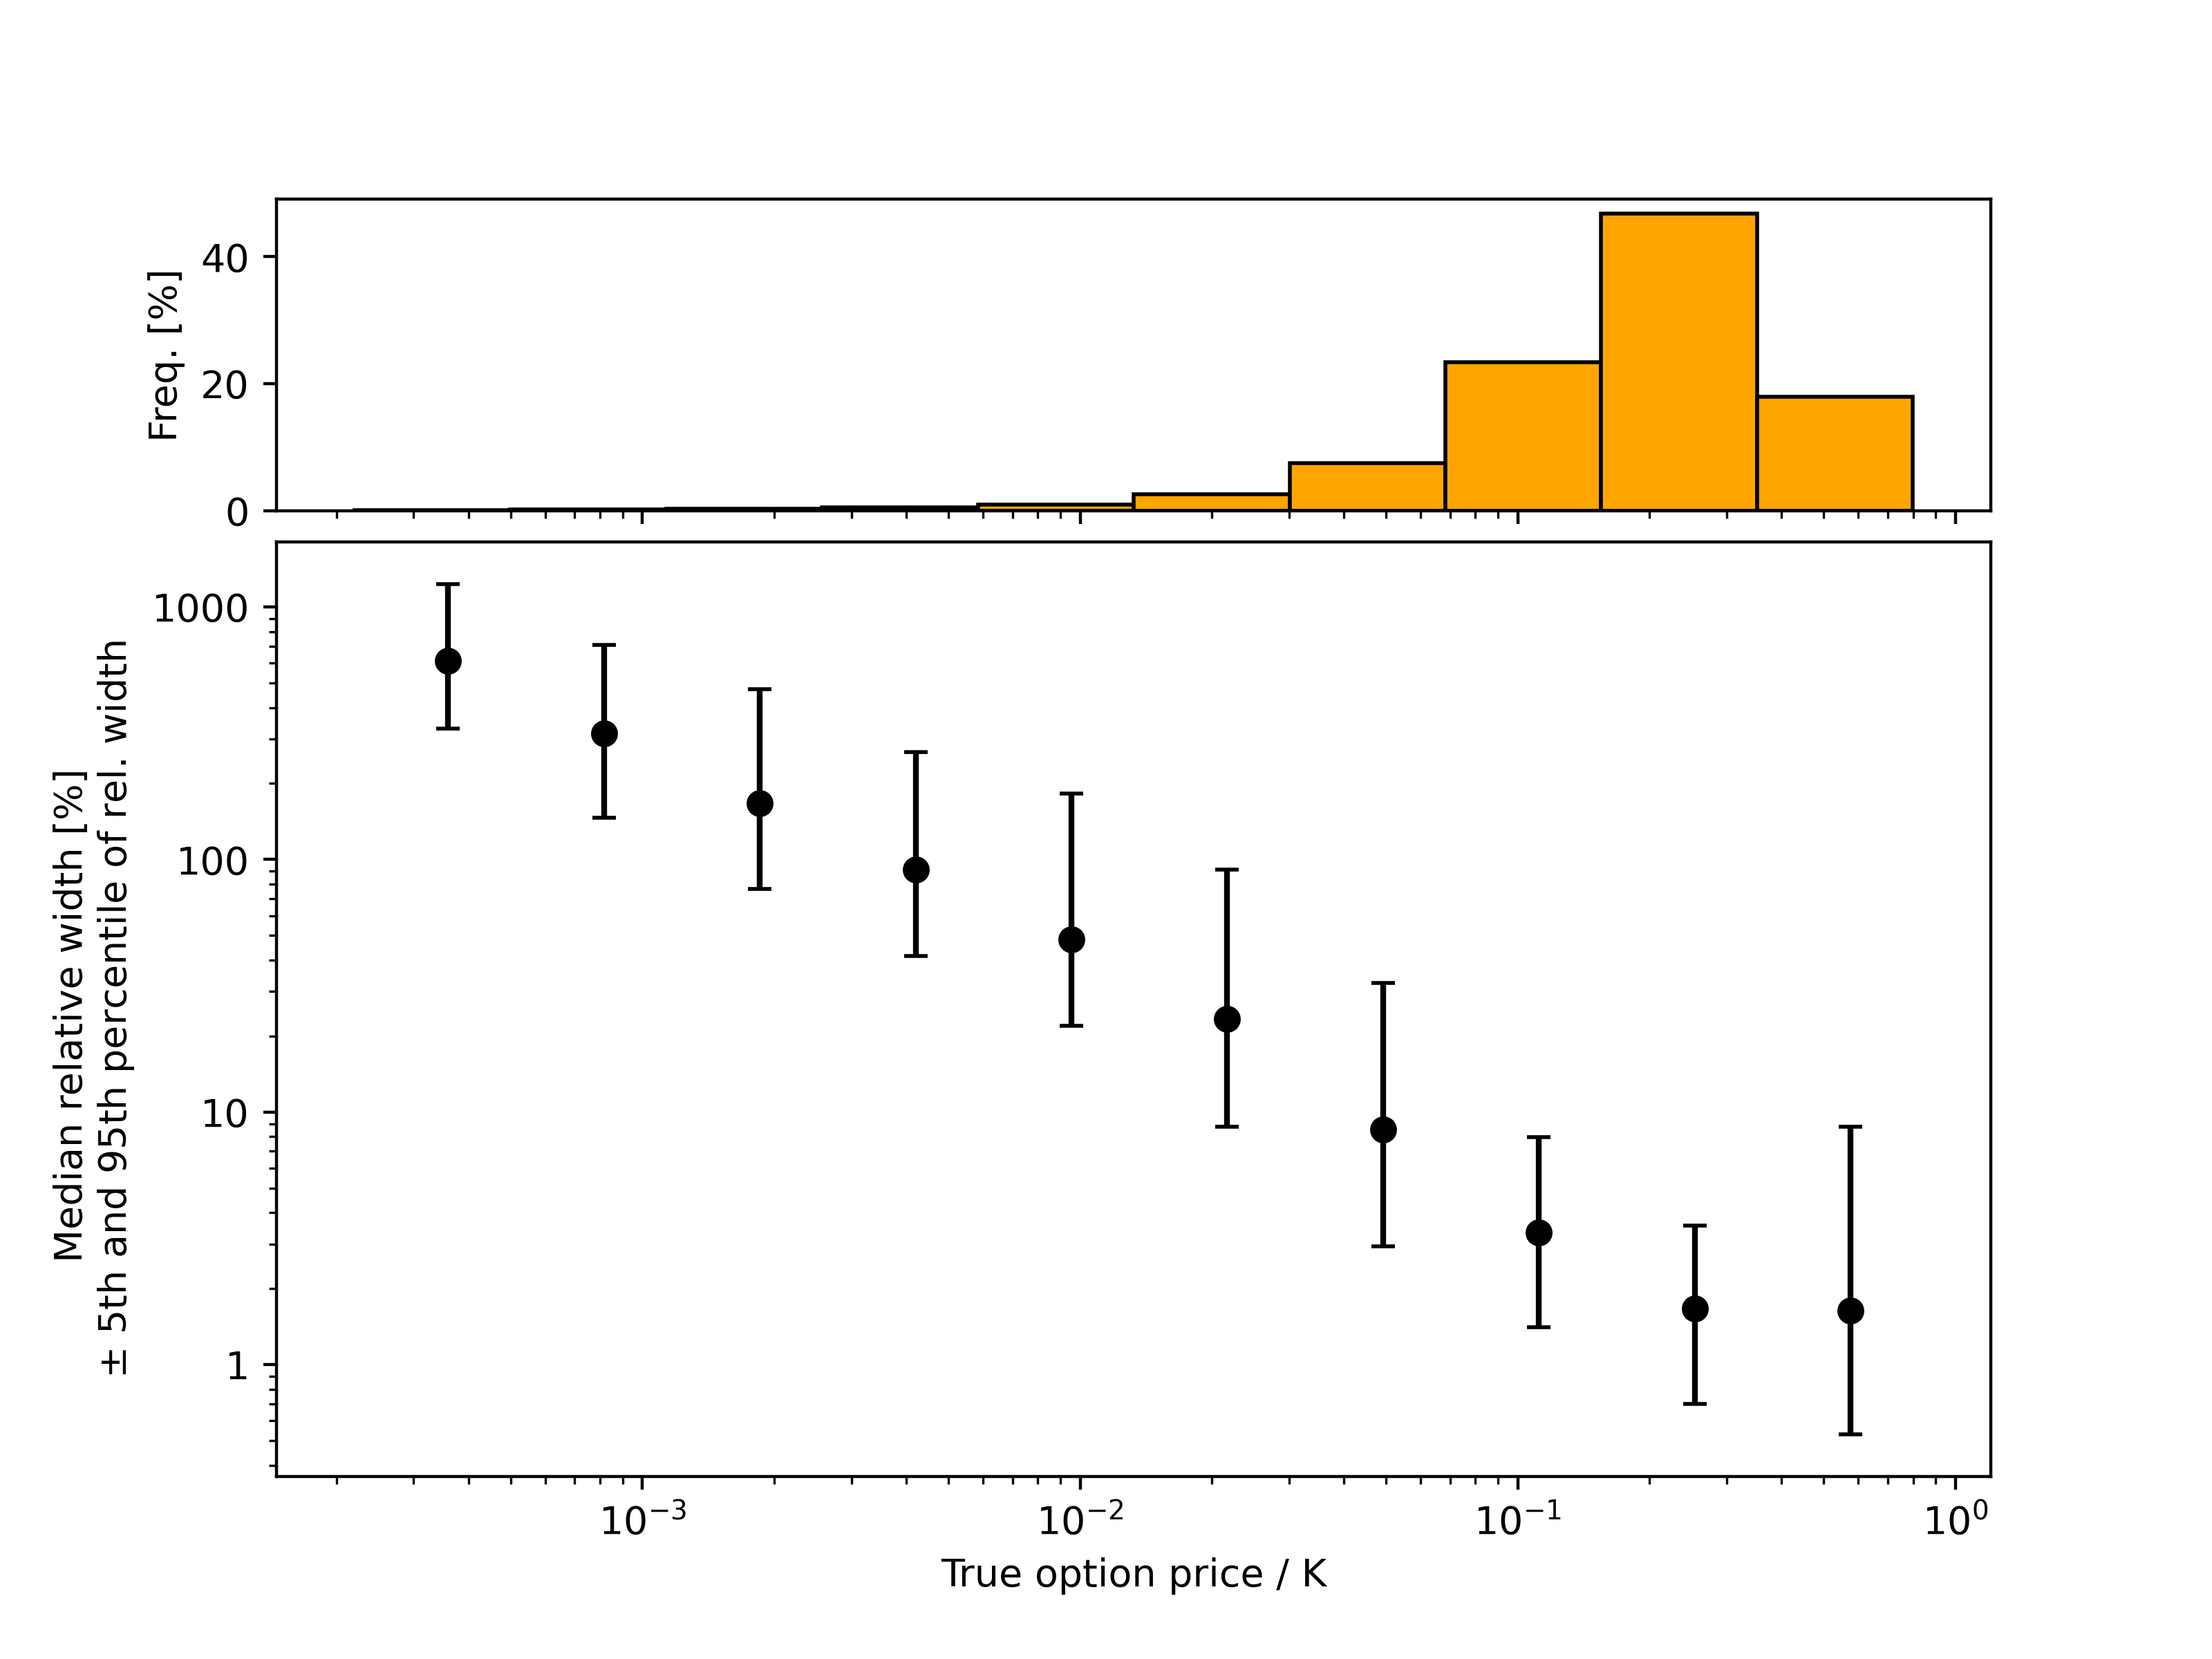 Freq. [%]
40
20
0
Median relative width [%]
± 5th and 95th percentile of rel. width
1000
100
10
1
10⁻³ 10⁻² 10⁻¹ 10⁰
True option price / K